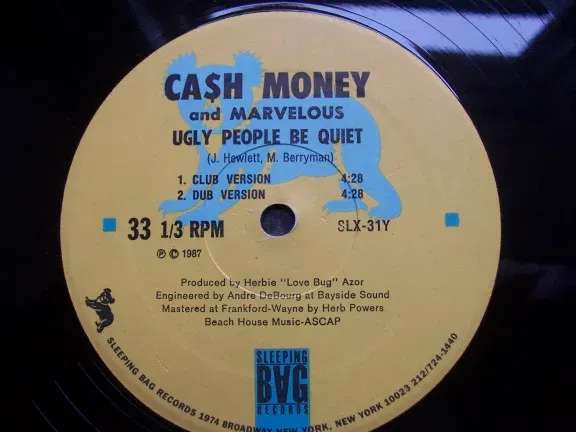 CA$H MONEY
and MARVELOUS
UGLY PEOPLE BE QUIET
(J. Hewlett, M. Berryman)
1. CLUB VERSION 4:28
2. DUB VERSION 4:28
33 1/3 RPM SLX-31Y
℗ © 1987
Produced by Herbie "Love Bug" Azor
Engineered by Andre DeBourg at Bayside Sound
Mastered at Frankford-Wayne by Herb Powers
Beach House Music-ASCAP
SLEEPING
BAG
RECORDS
SLEEPING BAG RECORDS 1974 BROADWAY NEW YORK, NEW YORK 10023 212/724-1440